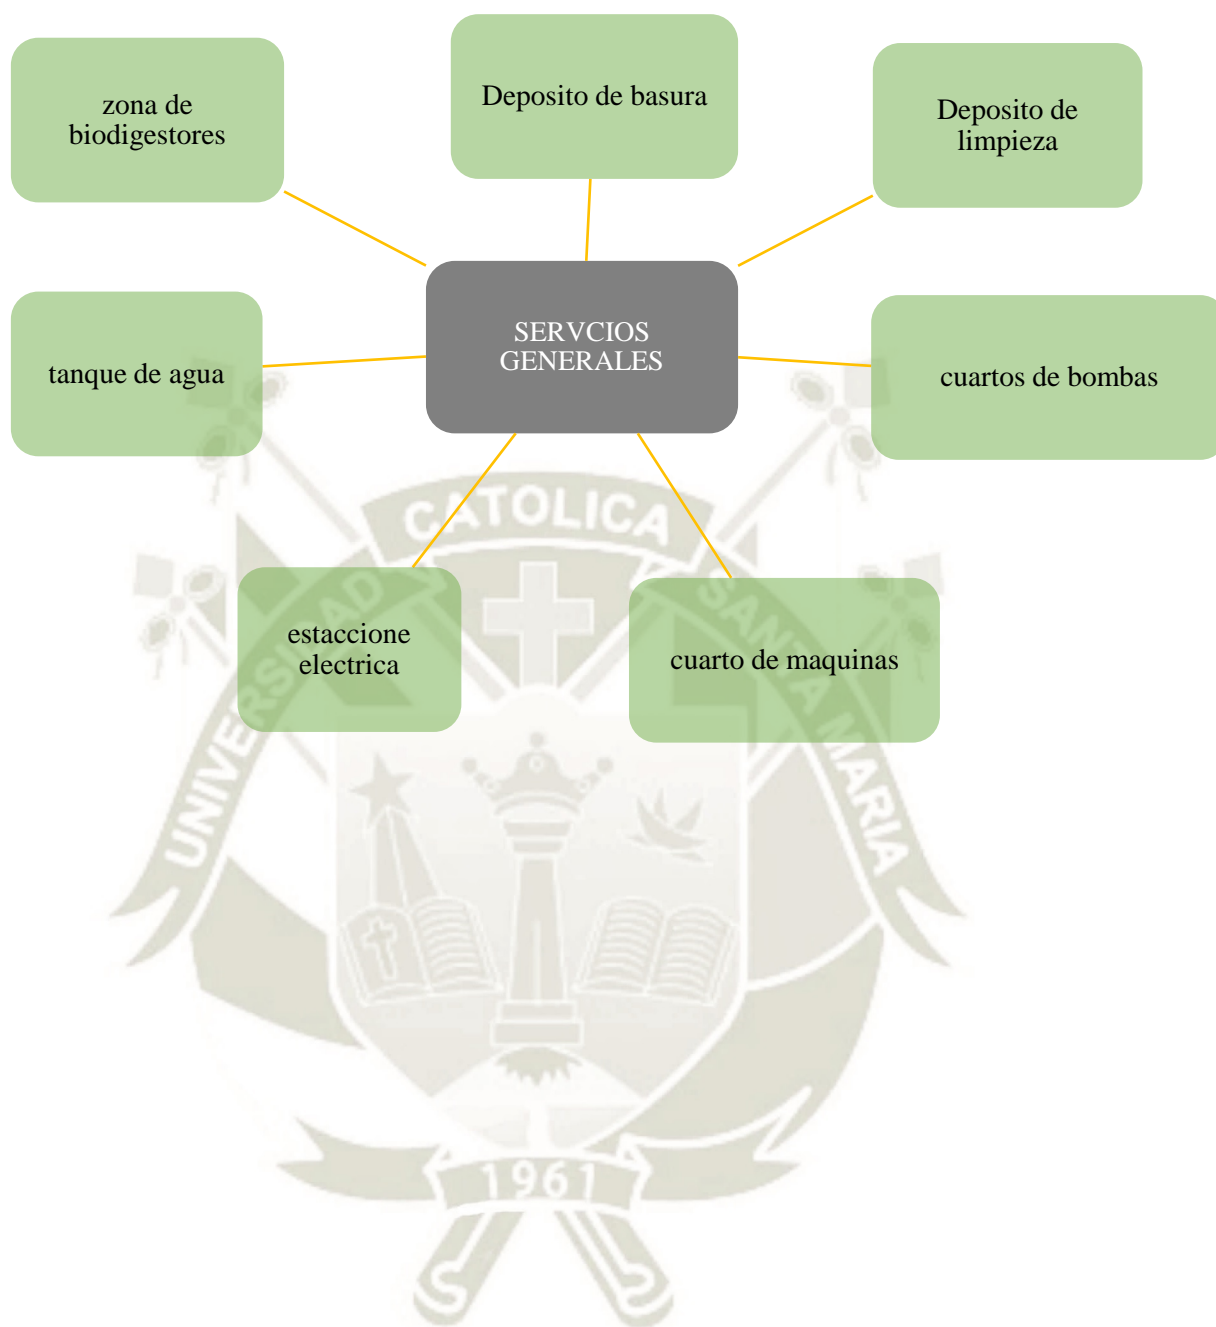 zona de
biodigestores
Deposito de basura
Deposito de
limpieza
SERVCIOS
GENERALES
tanque de agua
cuartos de bombas
estaccione
electrica
cuarto de maquinas
UNIVERSIDAD
CATOLICA
SANTA MARIA
1961